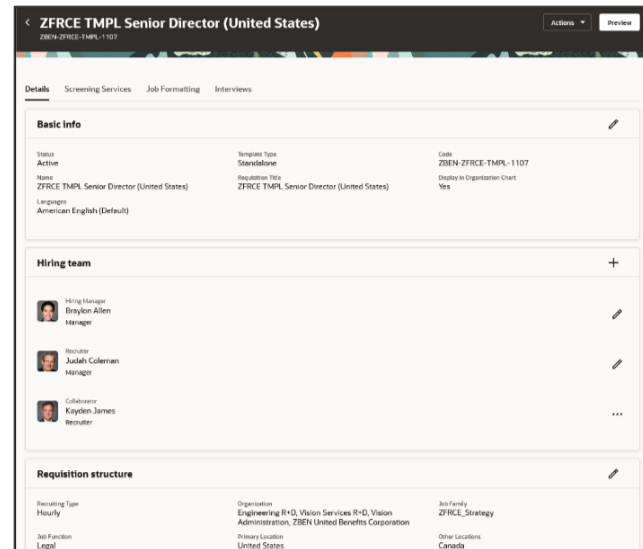 ZFRCE TMPL Senior Director (United States)
ZBEN-ZFRCE-TMPL-1107
Actions
Preview
Details
Screening Services
Job Formatting
Interviews
Basic info
Status
Active
Template Type
Standalone
Code
ZBEN-ZFRCE-TMPL-1107
Name
ZFRCE TMPL Senior Director (United States)
Requisition Title
ZFRCE TMPL Senior Director (United States)
Display in Organization Chart
Yes
Languages
American English (Default)
Hiring team
Hiring Manager
Braylon Allen
Manager
Recruiter
Judah Coleman
Manager
Collaborator
Kayden James
Recruiter
Requisition structure
Recruiting Type
Hourly
Organization
Engineering R+D, Vision Services R+D, Vision
Administration, ZBEN United Benefits Corporation
Job Family
ZFRCE_Strategy
Job Function
Legal
Primary Location
United States
Other Locations
Canada